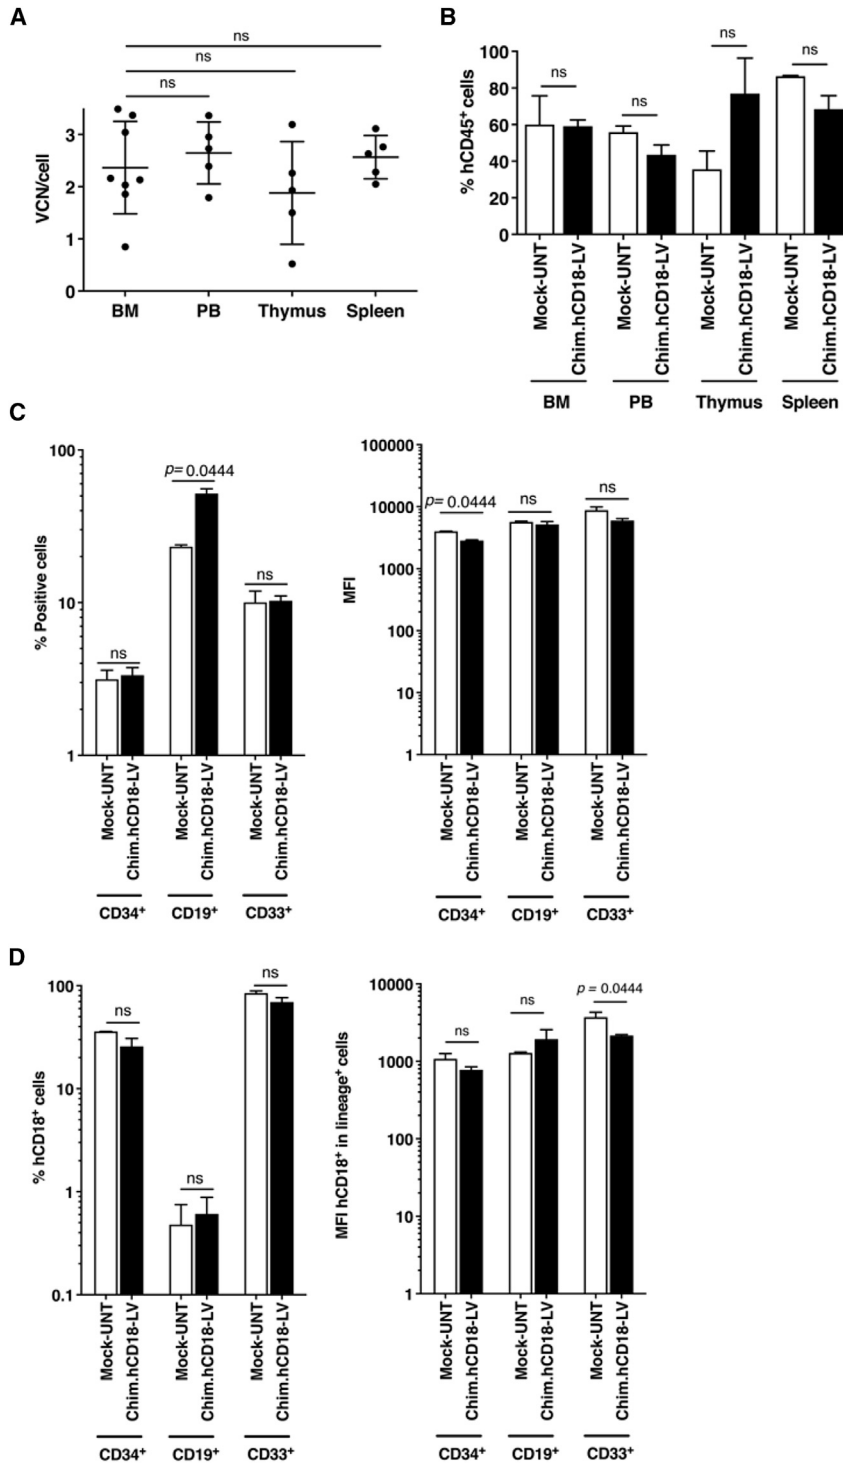 A
ns
ns
ns
VCN/cell
3
2
1
0
BM PB Thymus Spleen
B
ns ns ns ns
% hCD45⁺ cells
100
80
60
40
20
0
Mock-UNT Chim.hCD18-LV Mock-UNT Chim.hCD18-LV Mock-UNT Chim.hCD18-LV Mock-UNT Chim.hCD18-LV
BM PB Thymus Spleen
C
% Positive cells
100
10
1
ns p= 0.0444 ns
Mock-UNT Chim.hCD18-LV Mock-UNT Chim.hCD18-LV Mock-UNT Chim.hCD18-LV
CD34⁺ CD19⁺ CD33⁺
MFI
100000
10000
1000
100
10
1
p= 0.0444 ns ns
Mock-UNT Chim.hCD18-LV Mock-UNT Chim.hCD18-LV Mock-UNT Chim.hCD18-LV
CD34⁺ CD19⁺ CD33⁺
D
% hCD18⁺ cells
100
10
1
0.1
ns ns ns
Mock-UNT Chim.hCD18-LV Mock-UNT Chim.hCD18-LV Mock-UNT Chim.hCD18-LV
CD34⁺ CD19⁺ CD33⁺
MFI hCD18⁺ in lineage⁺ cells
10000
1000
100
10
1
ns ns p = 0.0444
Mock-UNT Chim.hCD18-LV Mock-UNT Chim.hCD18-LV Mock-UNT Chim.hCD18-LV
CD34⁺ CD19⁺ CD33⁺